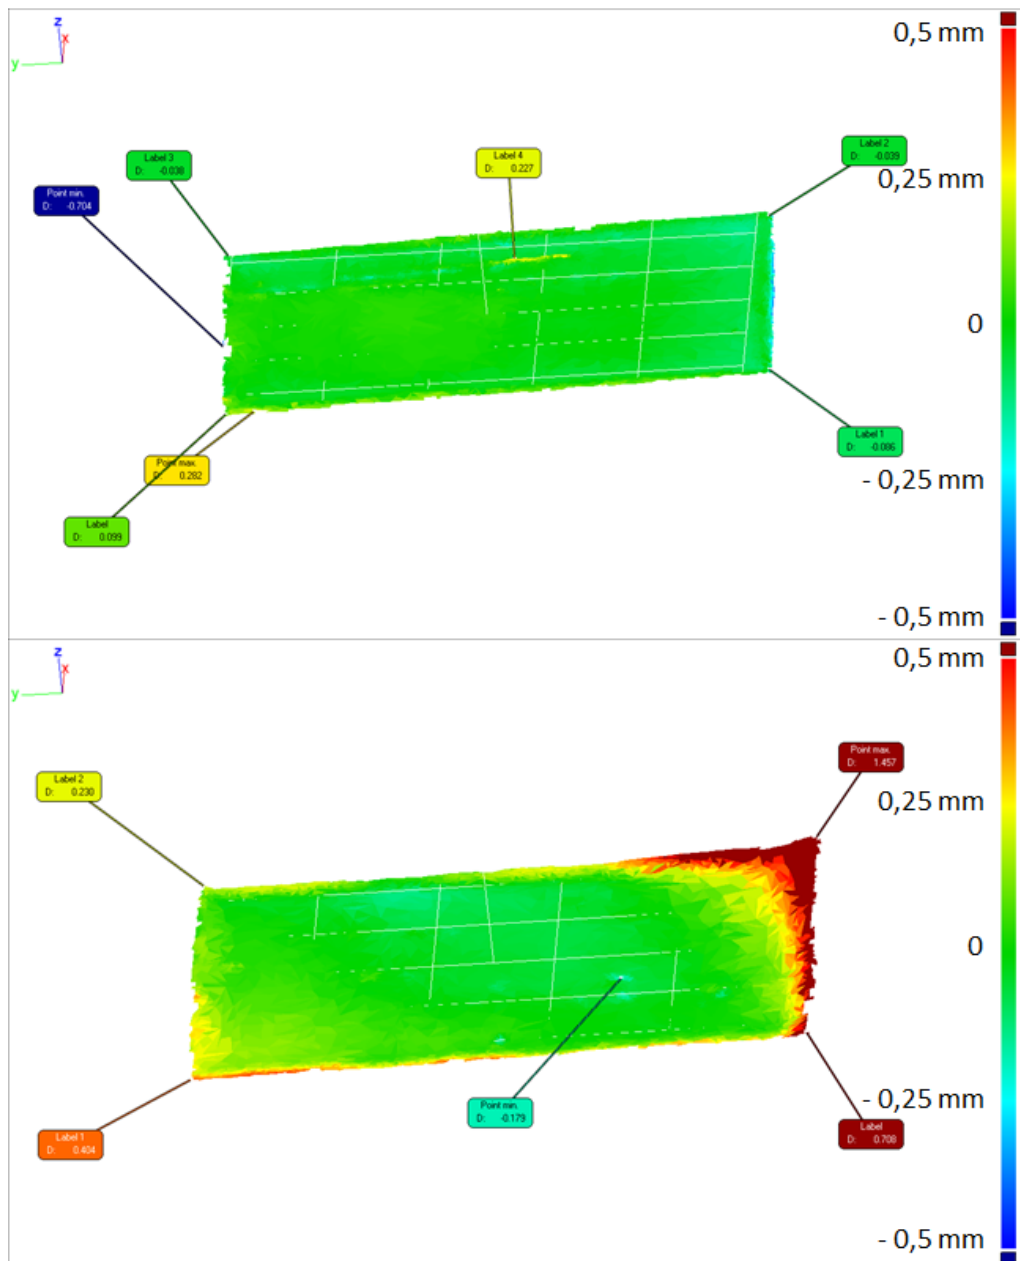 0,5 mm
z
x
y
Label 3
D: -0.038
Label 4
D: 0.227
Label 2
D: -0.039
0,25 mm
Point min.
D: -0.704
0
Label 1
D: -0.086
Point max.
D: 0.282
- 0,25 mm
Label
D: 0.099
- 0,5 mm
0,5 mm
z
x
y
Point max.
D: 1.457
Label 2
D: 0.230
0,25 mm
0
Point min.
D: -0.179
- 0,25 mm
Label 1
D: 0.404
Label
D: 0.708
- 0,5 mm